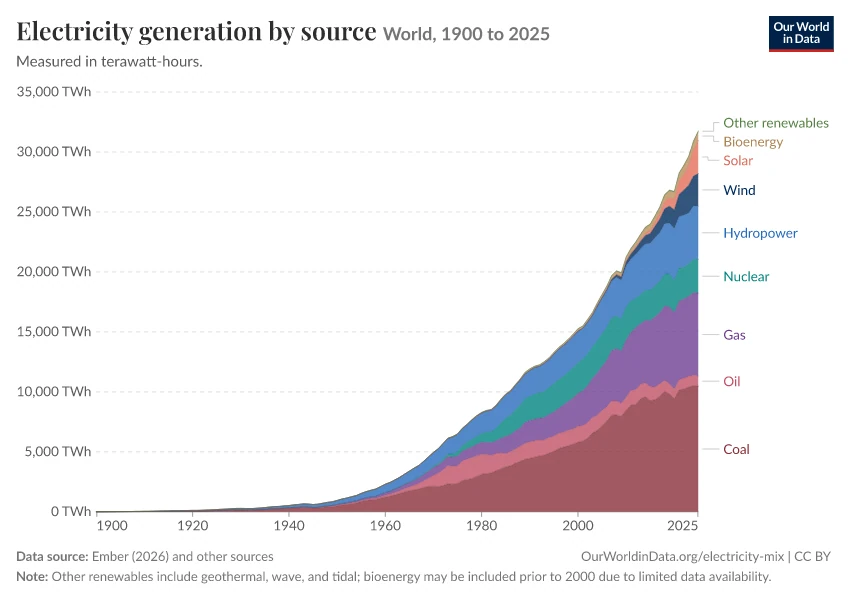 Electricity generation by source World, 1900 to 2025
Our World
in Data
Measured in terawatt-hours.
35,000 TWh
30,000 TWh
25,000 TWh
20,000 TWh
15,000 TWh
10,000 TWh
5,000 TWh
0 TWh
Other renewables
Bioenergy
Solar
Wind
Hydropower
Nuclear
Gas
Oil
Coal
1900 1920 1940 1960 1980 2000 2025
Data source: Ember (2026) and other sources OurWorldinData.org/electricity-mix | CC BY
Note: Other renewables include geothermal, wave, and tidal; bioenergy may be included prior to 2000 due to limited data availability.